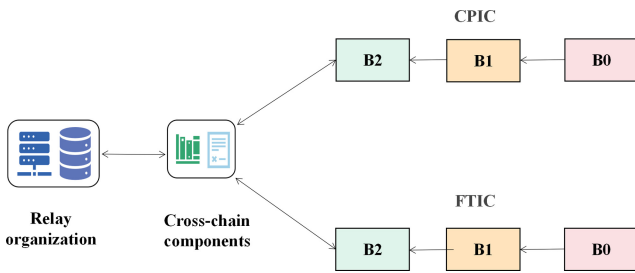 CPIC
B2 B1 B0
Relay
organization
Cross-chain
components
FTIC
B2 B1 B0